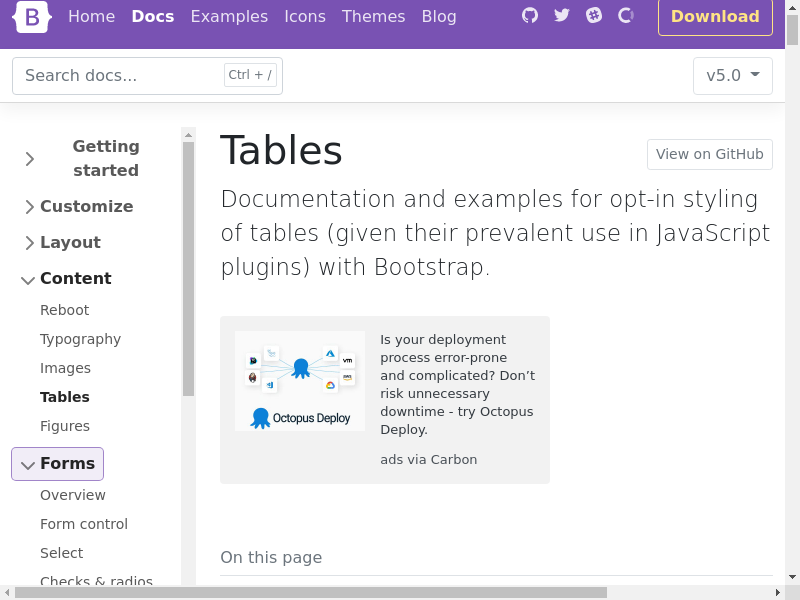 B Home Docs Examples Icons Themes Blog Download
Search docs... Ctrl + / v5.0
Getting
started
Customize
Layout
Content
Reboot
Typography
Images
Tables
Figures
Forms
Overview
Form control
Select
Checks & radios
Tables
View on GitHub
Documentation and examples for opt-in styling
of tables (given their prevalent use in JavaScript
plugins) with Bootstrap.
Octopus Deploy
Is your deployment
process error-prone
and complicated? Don’t
risk unnecessary
downtime - try Octopus
Deploy.
ads via Carbon
On this page